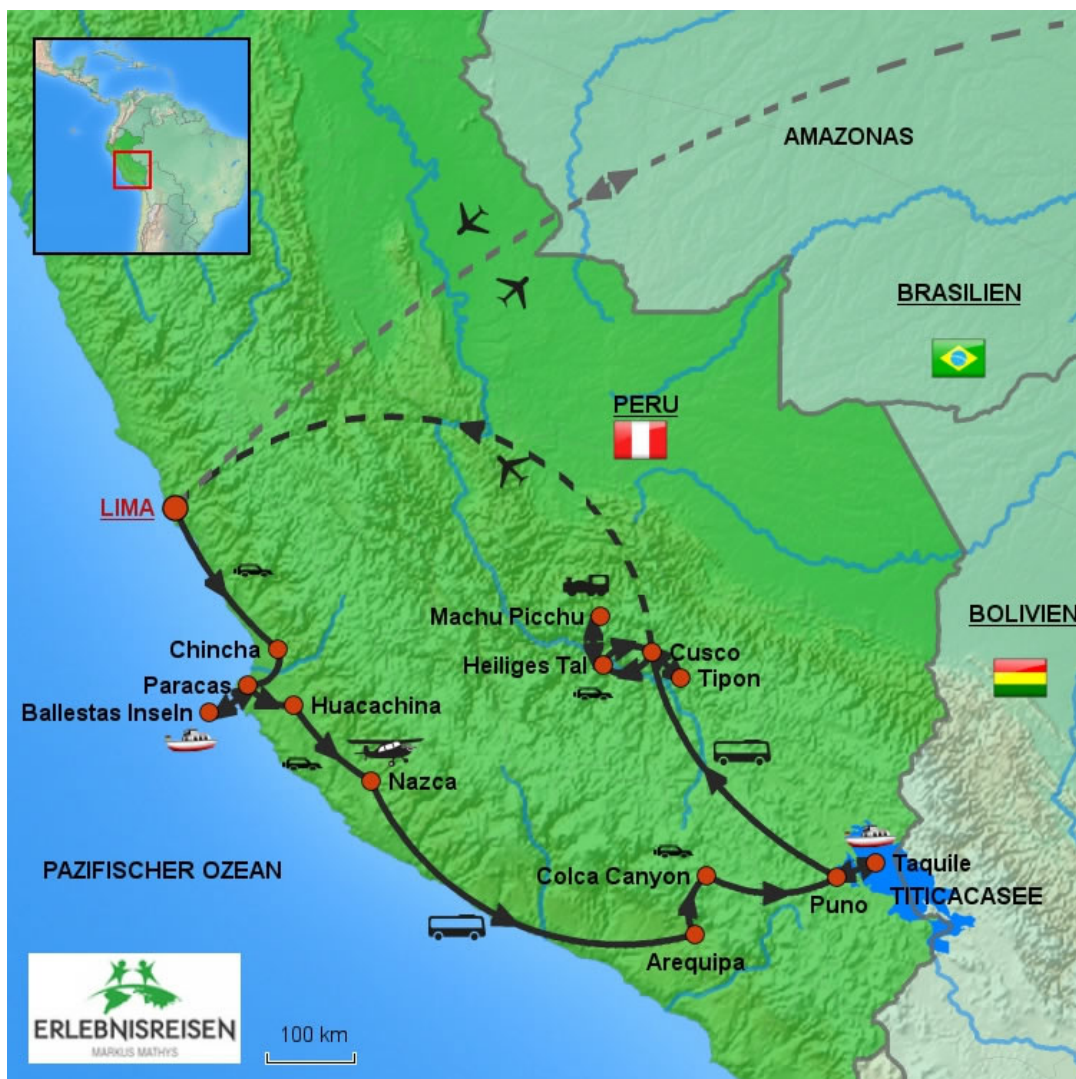 AMAZONAS
BRASILIEN
PERU
LIMA
Machu Picchu
BOLIVIEN
Chincha
Cusco
Heiliges Tal
Tipon
Paracas
Huacachina
Ballestas Inseln
Nazca
PAZIFISCHER OZEAN
Colca Canyon
Taquile
Puno
TITICACASEE
Arequipa
ERLEBNISREISEN
MARKUS MATHYS
100 km